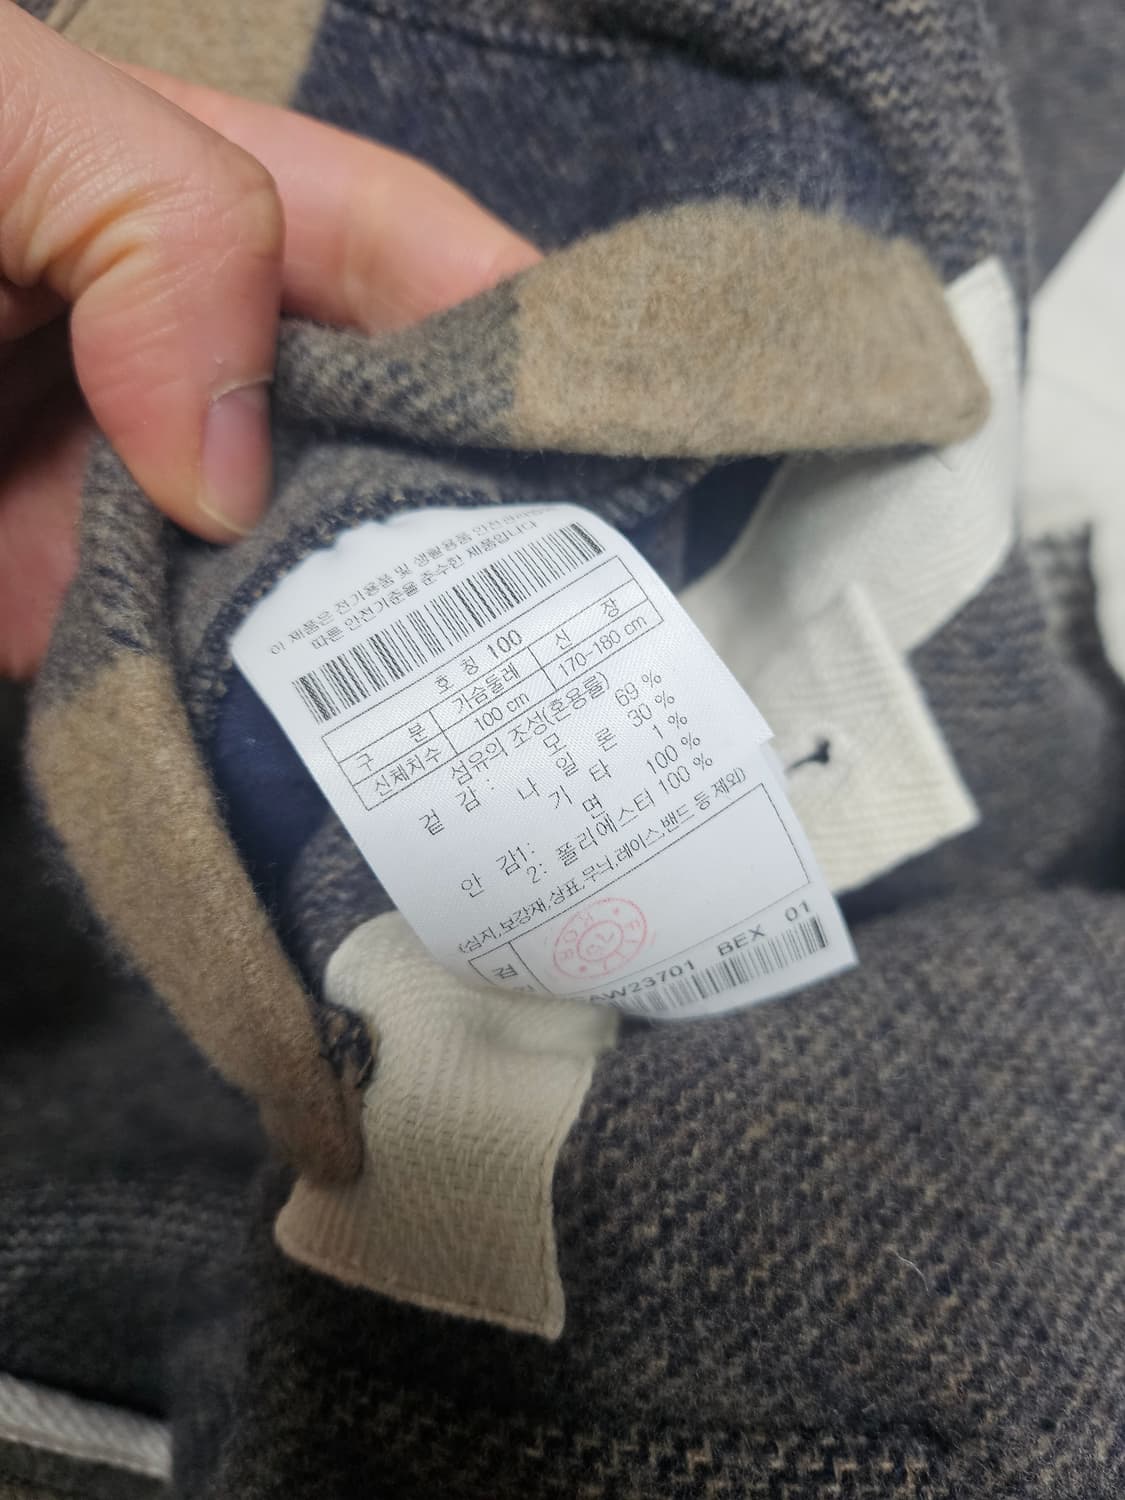 이 제품은 전기용품 및 생활용품 안전관리법에
따른 안전기준을 준수한 제품입니다
호 칭 100
구 분 가슴둘레 신 장
신체치수 100 cm 170-180 cm
섬유의 조성(혼용률)
겉 감: 모 69 %
나 일 론 30 %
기 타 1 %
안 감1: 면 100 %
2: 폴리에스터 100 %
(심지,보강재,상표,무늬,레이스,밴드 등 제외)
검
AW23701 BEX 01